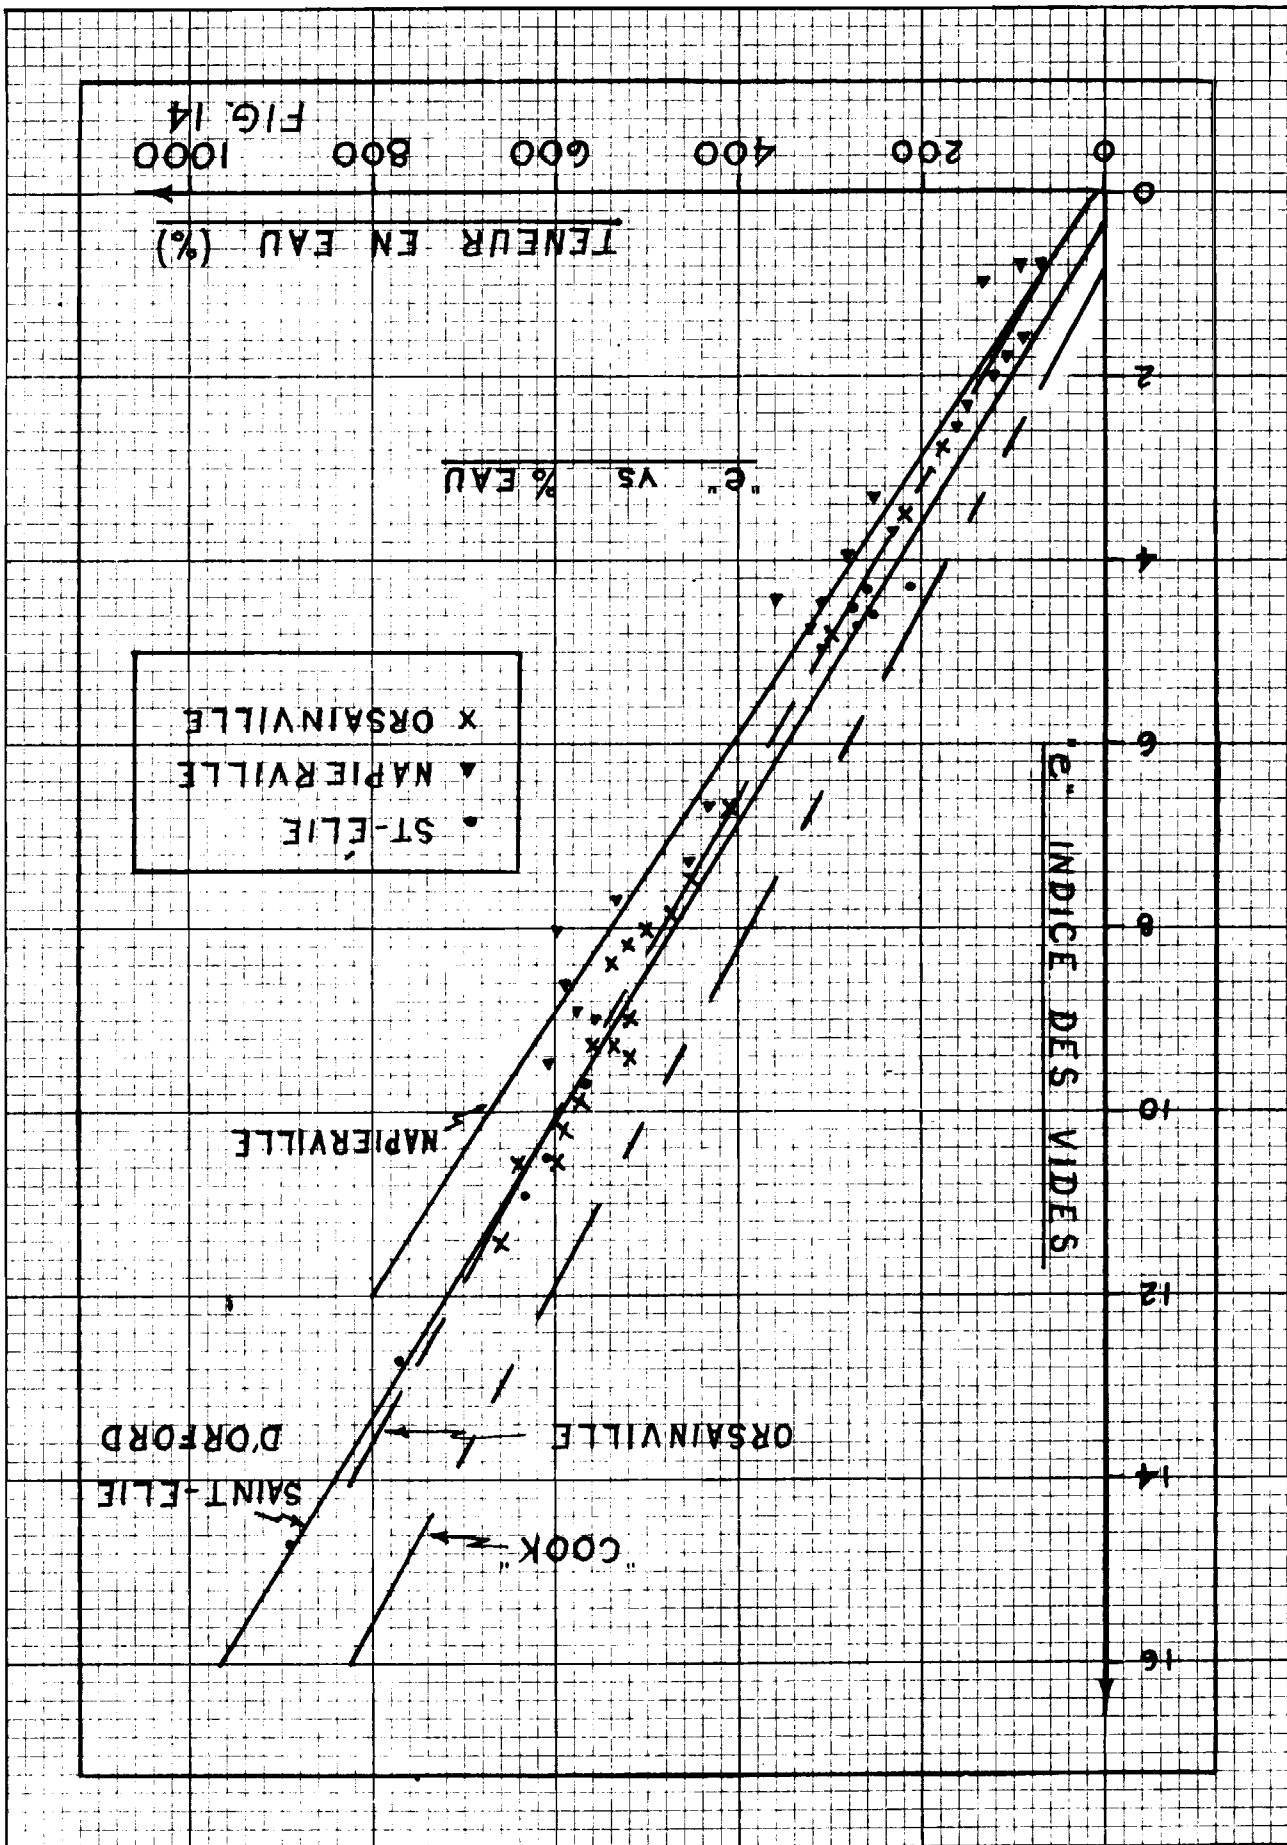 16
14
12
10
8
6
4
2
0
"e" INDICE DES VIDES
"COOK"
SAINT-ELIE
D'ORFORD
ORSAINVILLE
NAPIERVILLE
• ST-ÉLIE
▲ NAPIERVILLE
x ORSAINVILLE
"e" vs % EAU
TENEUR EN EAU (%)
0 200 400 600 800 1000
FIG. 14